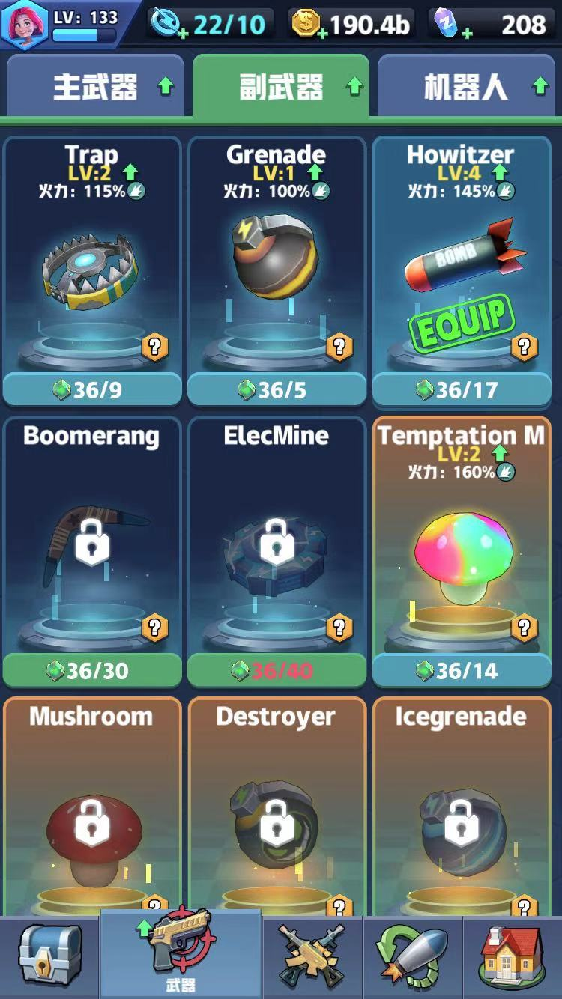 LV: 133
22/10
190.4b
208
主武器
副武器
机器人
Trap
LV:2
火力: 115%
Grenade
LV:1
火力: 100%
Howitzer
LV:4
火力: 145%
BOMB
EQUIP
?
?
?
36/9
36/5
36/17
Boomerang
ElecMine
Temptation M
LV:2
火力: 160%
?
?
?
36/30
36/40
36/14
Mushroom
Destroyer
Icegrenade
?
?
?
武器